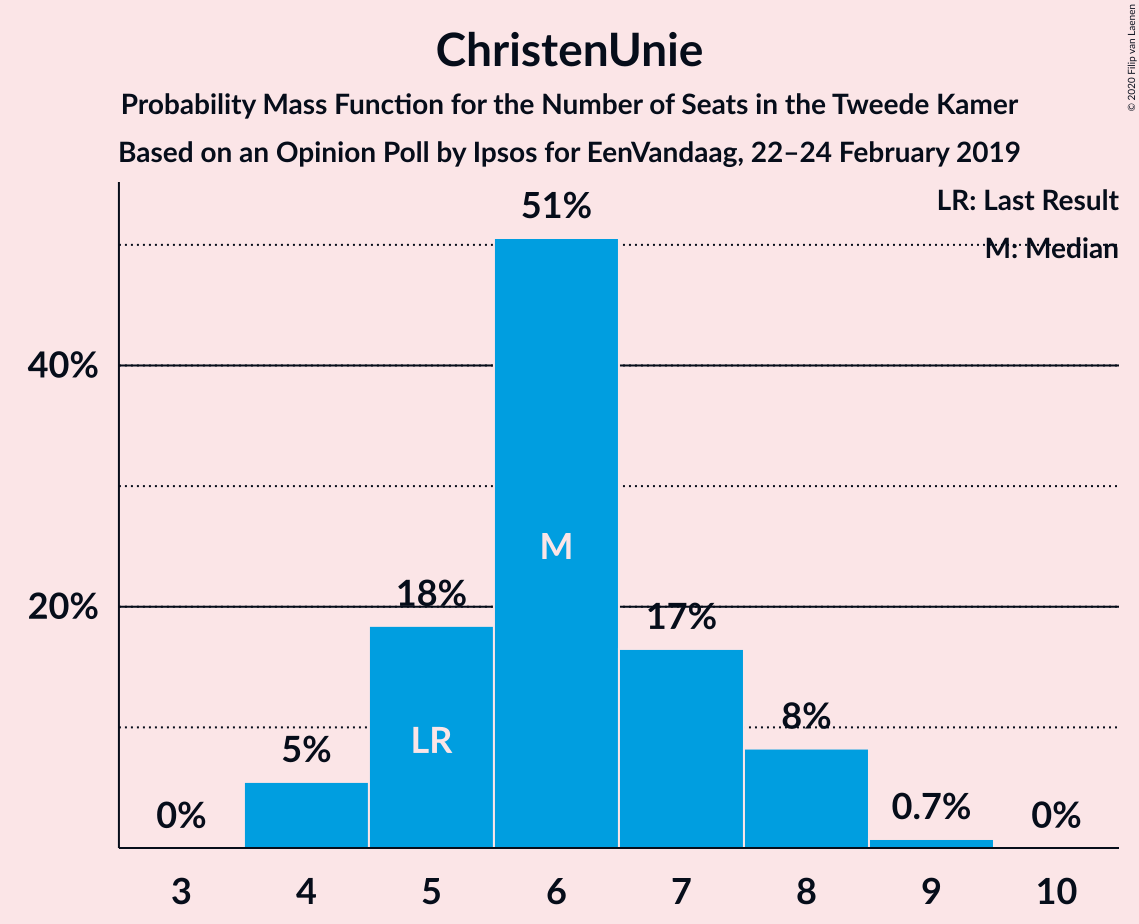 ChristenUnie
Probability Mass Function for the Number of Seats in the Tweede Kamer
Based on an Opinion Poll by Ipsos for EenVandaag, 22–24 February 2019
© 2020 Filip van Laenen
LR: Last Result
M: Median
40%
20%
0%
5%
18%
51%
17%
8%
0.7%
0%
LR
M
3 4 5 6 7 8 9 10